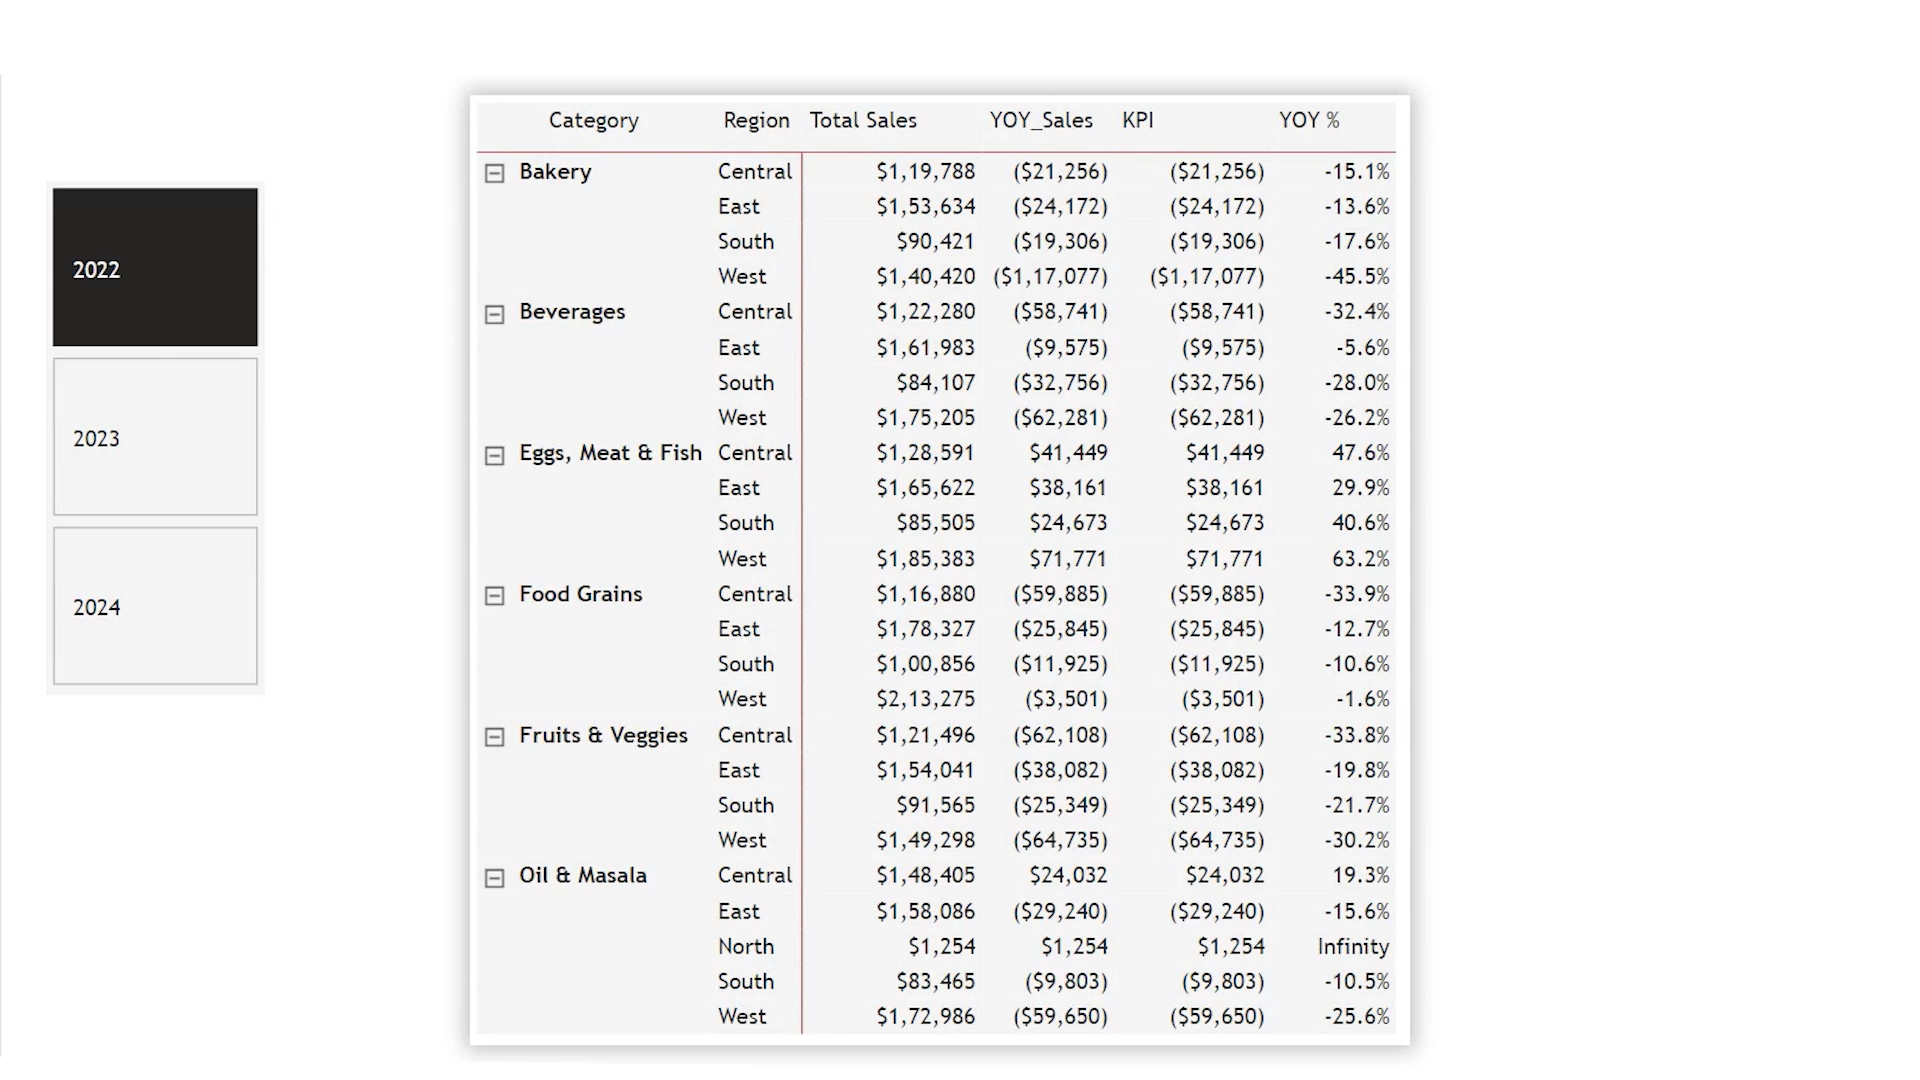 Category Region Total Sales YOY_Sales KPI YOY %
Bakery Central $1,19,788 ($21,256) ($21,256) -15.1%
East $1,53,634 ($24,172) ($24,172) -13.6%
South $90,421 ($19,306) ($19,306) -17.6%
West $1,40,420 ($1,17,077) ($1,17,077) -45.5%
Beverages Central $1,22,280 ($58,741) ($58,741) -32.4%
East $1,61,983 ($9,575) ($9,575) -5.6%
South $84,107 ($32,756) ($32,756) -28.0%
West $1,75,205 ($62,281) ($62,281) -26.2%
Eggs, Meat & Fish Central $1,28,591 $41,449 $41,449 47.6%
East $1,65,622 $38,161 $38,161 29.9%
South $85,505 $24,673 $24,673 40.6%
West $1,85,383 $71,771 $71,771 63.2%
Food Grains Central $1,16,880 ($59,885) ($59,885) -33.9%
East $1,78,327 ($25,845) ($25,845) -12.7%
South $1,00,856 ($11,925) ($11,925) -10.6%
West $2,13,275 ($3,501) ($3,501) -1.6%
Fruits & Veggies Central $1,21,496 ($62,108) ($62,108) -33.8%
East $1,54,041 ($38,082) ($38,082) -19.8%
South $91,565 ($25,349) ($25,349) -21.7%
West $1,49,298 ($64,735) ($64,735) -30.2%
Oil & Masala Central $1,48,405 $24,032 $24,032 19.3%
East $1,58,086 ($29,240) ($29,240) -15.6%
North $1,254 $1,254 $1,254 Infinity
South $83,465 ($9,803) ($9,803) -10.5%
West $1,72,986 ($59,650) ($59,650) -25.6%
2022
2023
2024